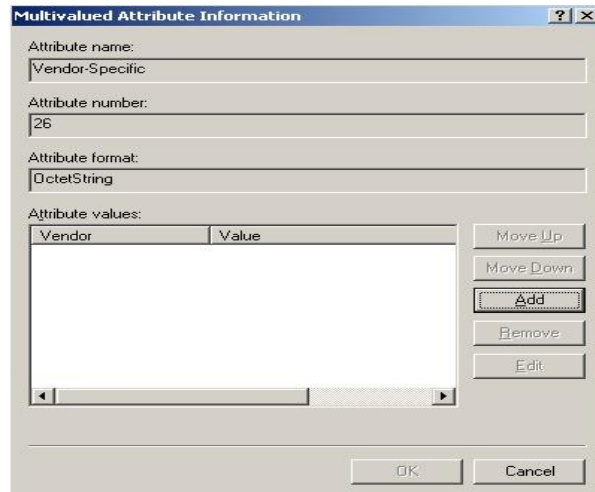 Multivalued Attribute Information
Attribute name:
Vendor-Specific
Attribute number:
26
Attribute format:
OctetString
Attribute values:
Vendor Value
Move Up
Move Down
Add
Remove
Edit
OK Cancel